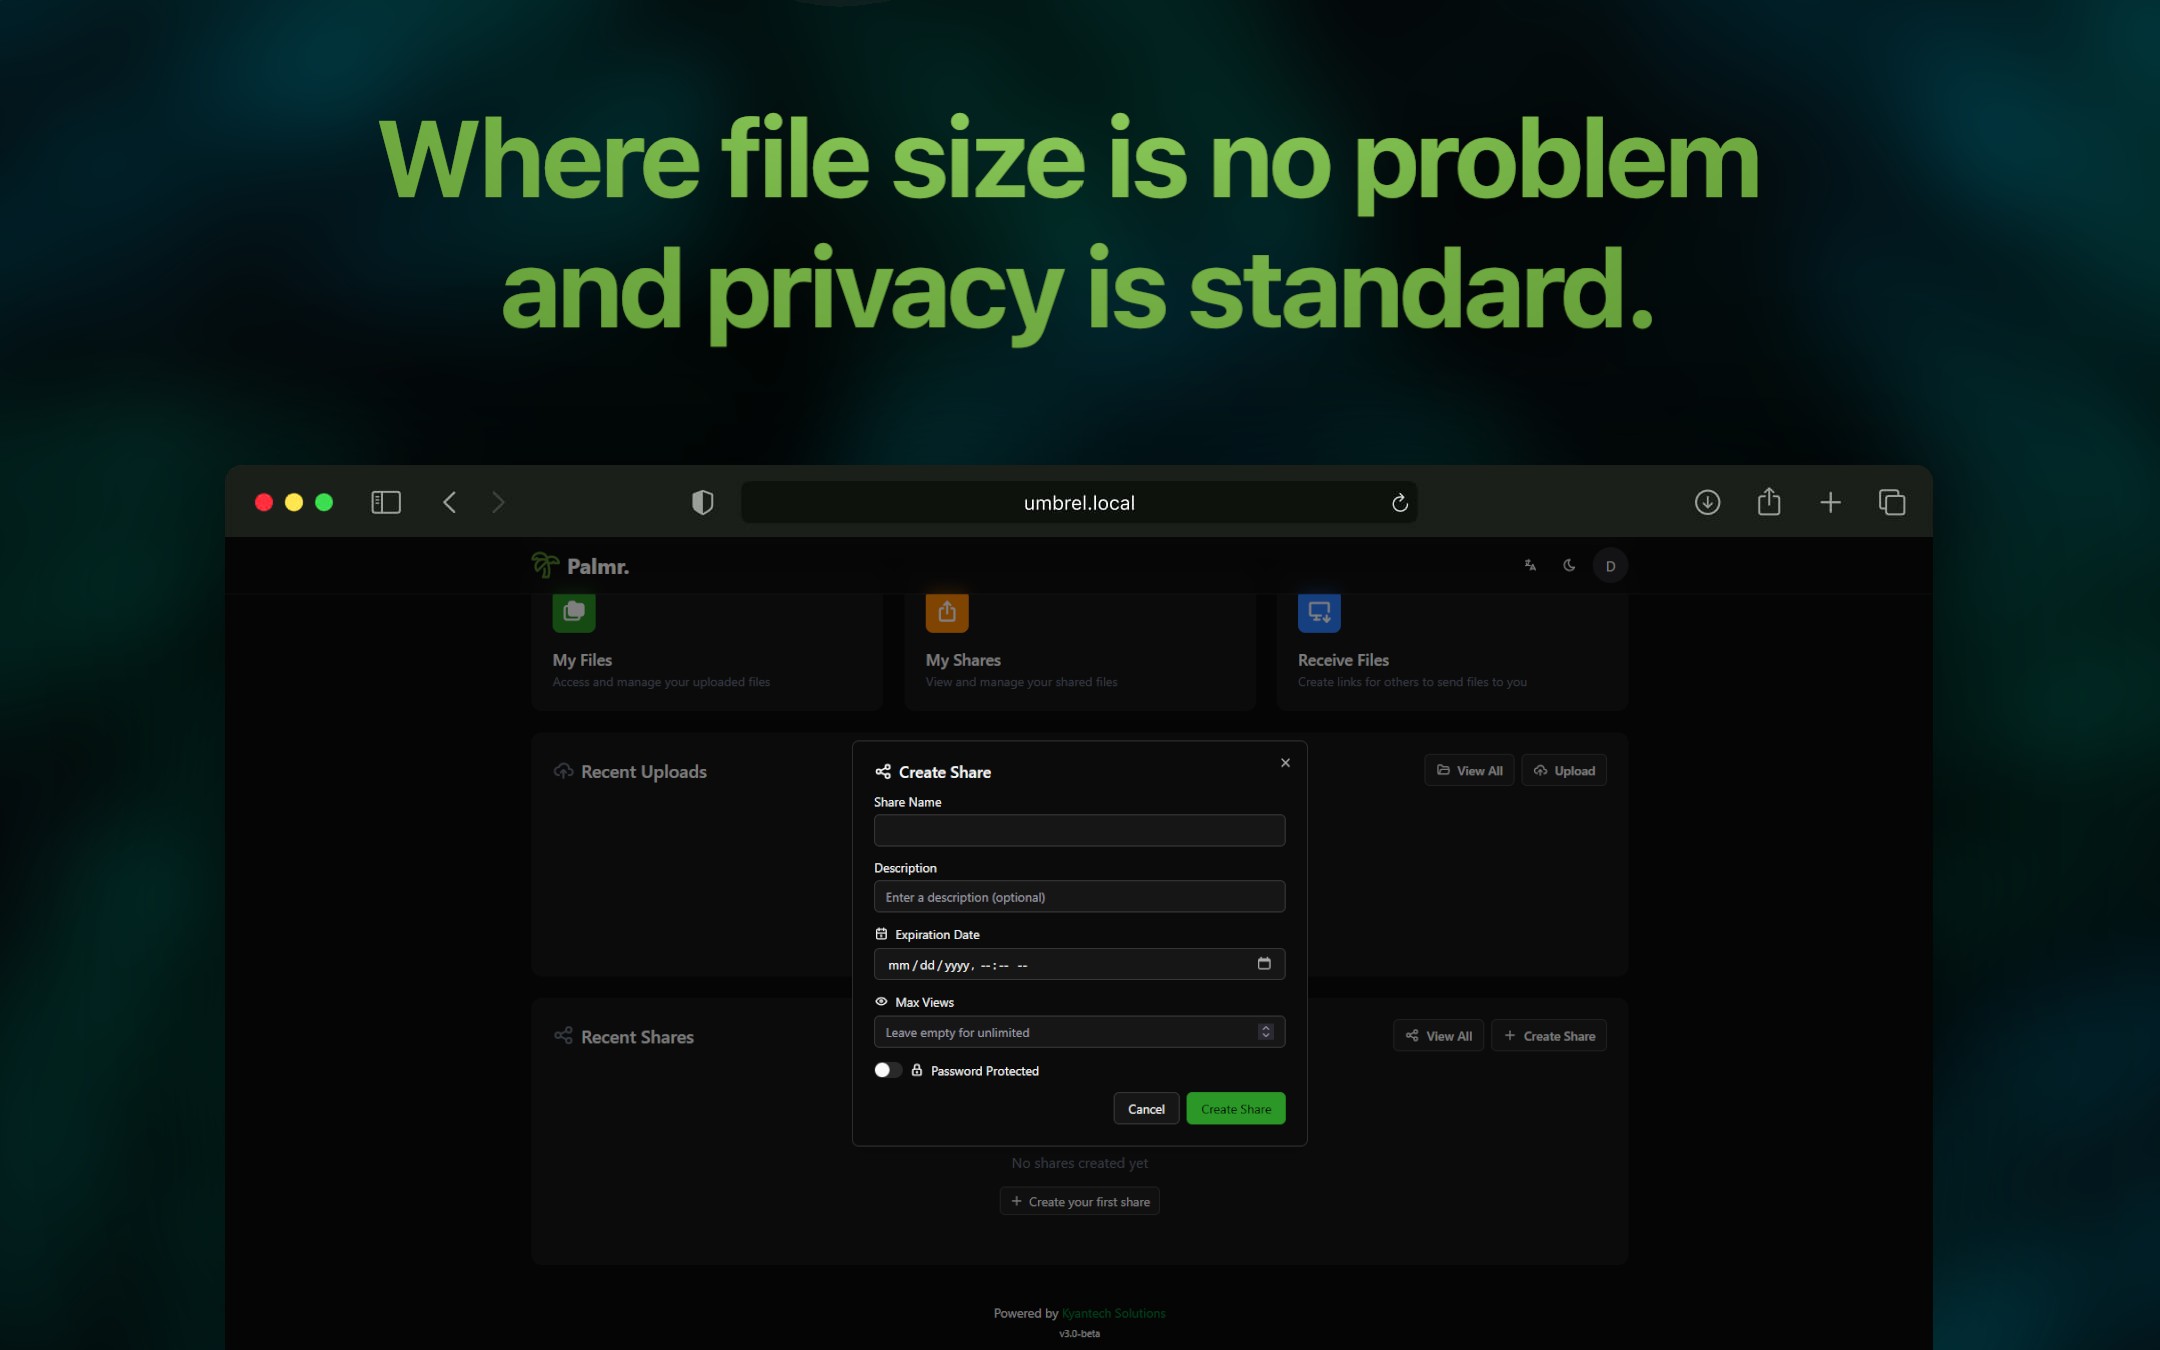 Where file size is no problem
and privacy is standard.
umbrel.local
Palmr.
D
My Files
Access and manage your uploaded files
My Shares
View and manage your shared files
Receive Files
Create links for others to send files to you
Recent Uploads
View All
Upload
Create Share
Share Name
Description
Enter a description (optional)
Expiration Date
mm/dd/yyyy, --:-- --
Max Views
Leave empty for unlimited
Password Protected
Cancel
Create Share
Recent Shares
View All
Create Share
No shares created yet
Create your first share
Powered by Kyantech Solutions
v3.0-beta